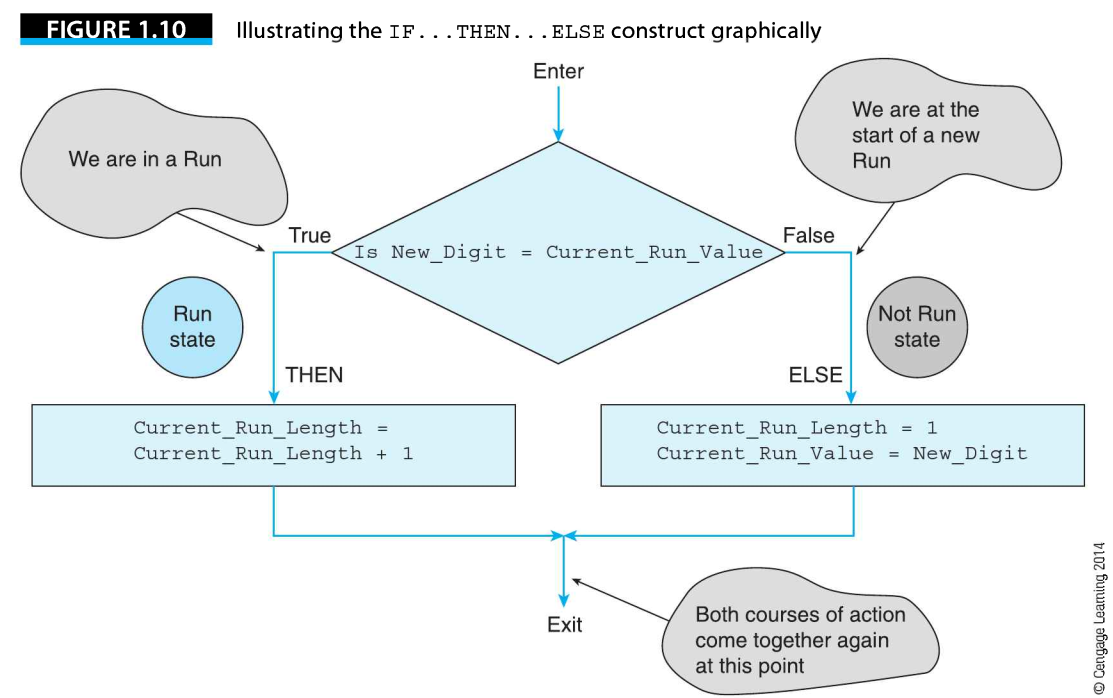 FIGURE 1.10 Illustrating the IF...THEN...ELSE construct graphically
Enter
We are in a Run
We are at the
start of a new
Run
True
False
Is New_Digit = Current_Run_Value
Run
state
Not Run
state
THEN
ELSE
Current_Run_Length =
Current_Run_Length + 1
Current_Run_Length = 1
Current_Run_Value = New_Digit
Exit
Both courses of action
come together again
at this point
© Cengage Learning 2014